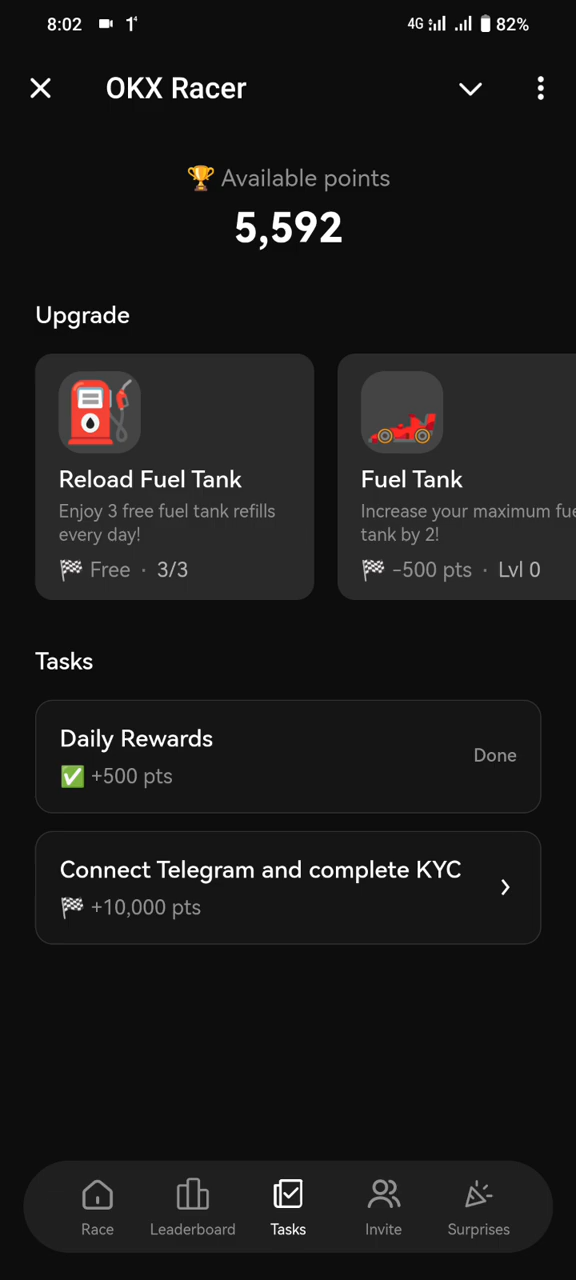 8:02 1 4G 82%
OKX Racer
🏆 Available points
5,592
Upgrade
Reload Fuel Tank
Enjoy 3 free fuel tank refills
every day!
🏁 Free · 3/3
Fuel Tank
Increase your maximum fue
tank by 2!
🏁 -500 pts · Lvl 0
Tasks
Daily Rewards
✅ +500 pts
Done
Connect Telegram and complete KYC
🏁 +10,000 pts
Race Leaderboard Tasks Invite Surprises